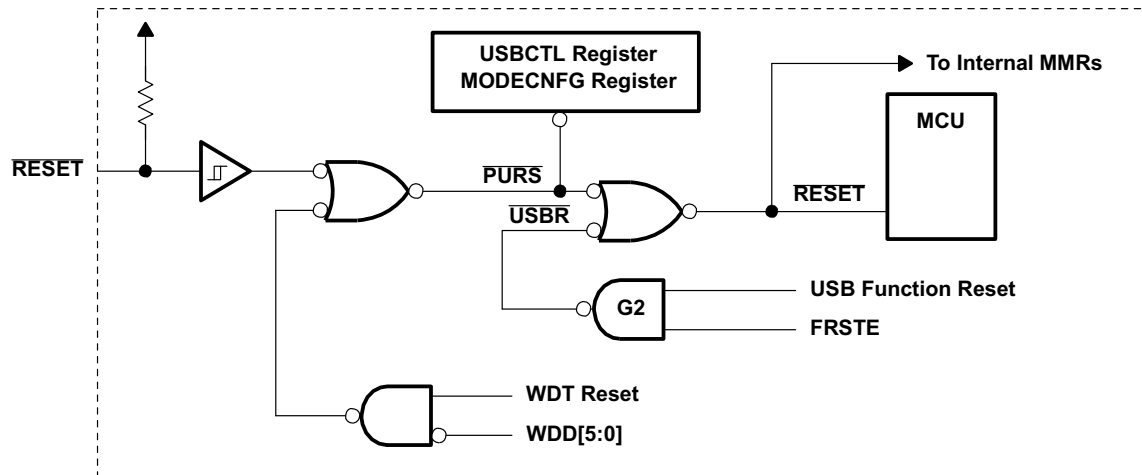 USBCTL Register
MODECNFG Register
To Internal MMRs
MCU
RESET
PURS
RESET
USBR
USB Function Reset
G2
FRSTE
WDT Reset
WDD[5:0]